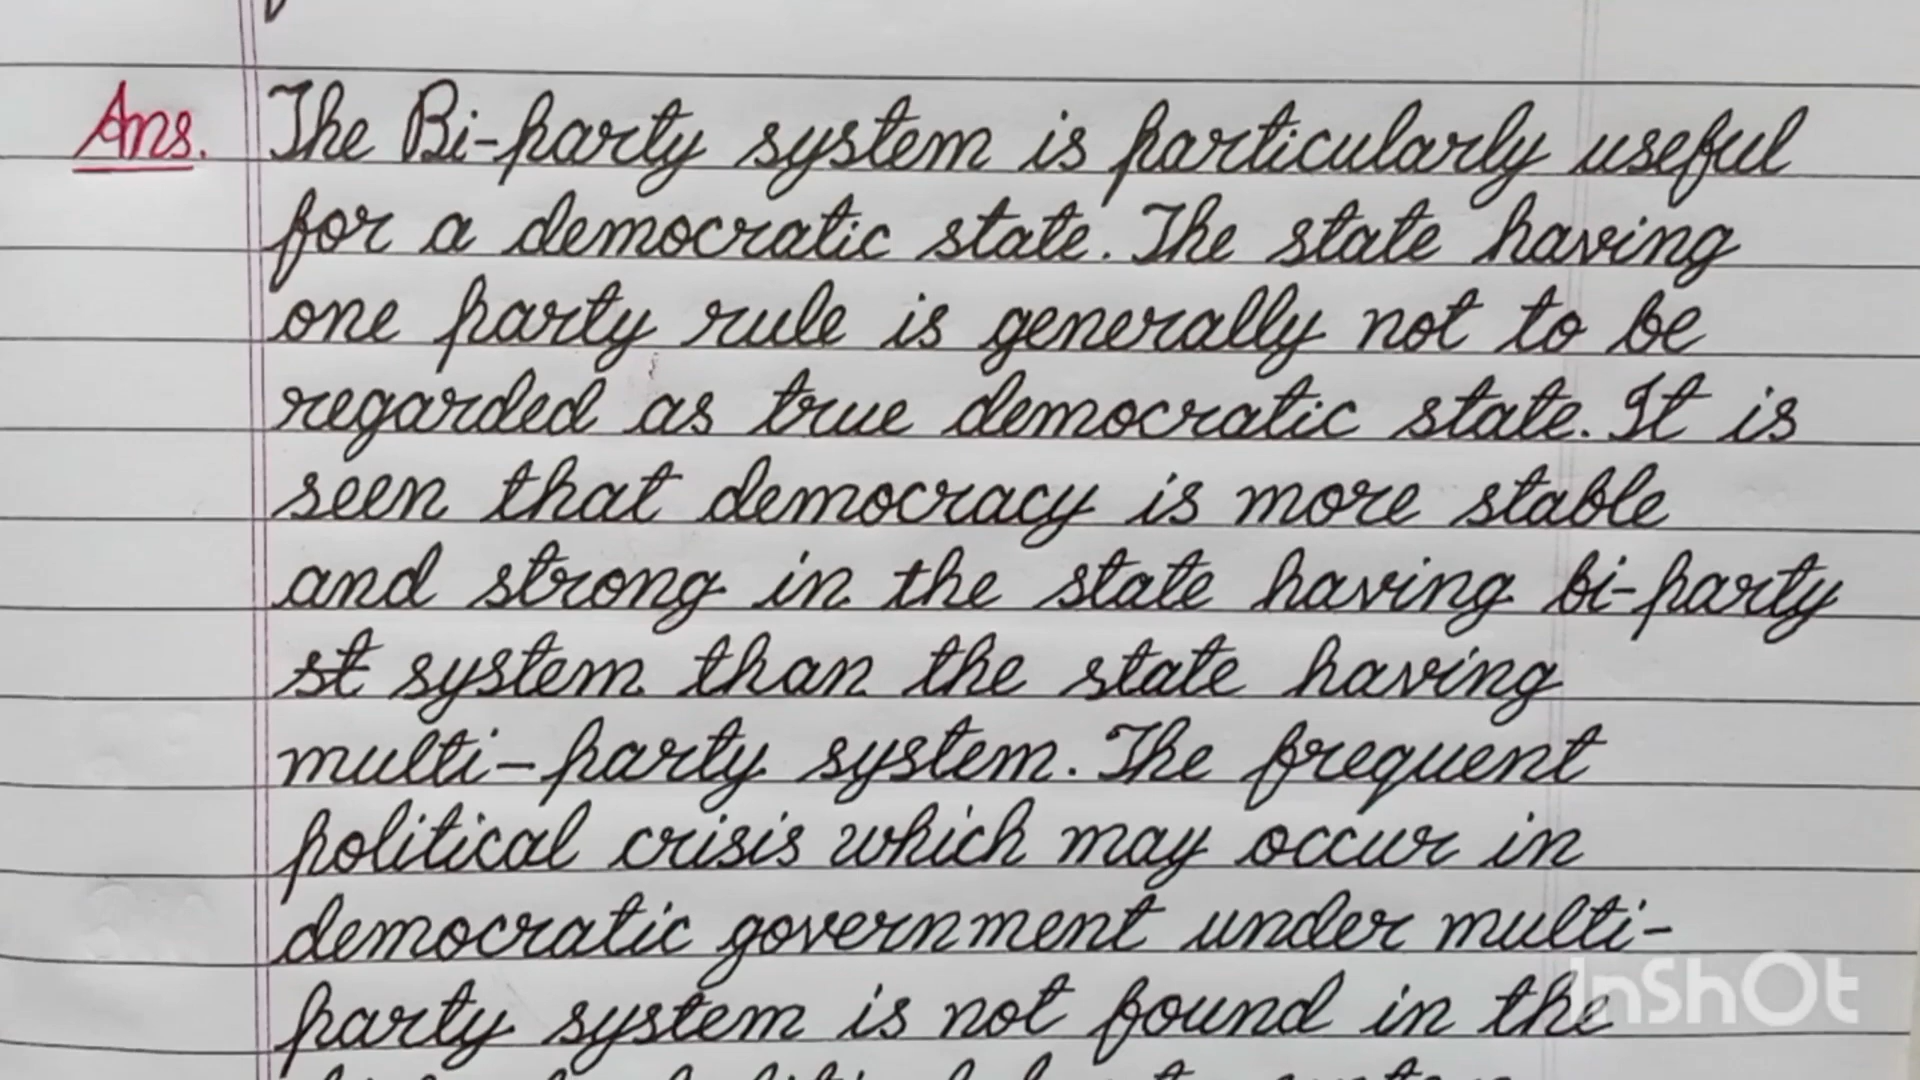 Ans. The Bi-party system is particularly useful
for a democratic state. The state having
one party rule is generally not to be
regarded as true democratic state. It is
seen that democracy is more stable
and strong in the state having bi-party
st system than the state having
multi-party system. The frequent
political crisis which may occur in
democratic government under multi-
party system is not found in the
InShOt